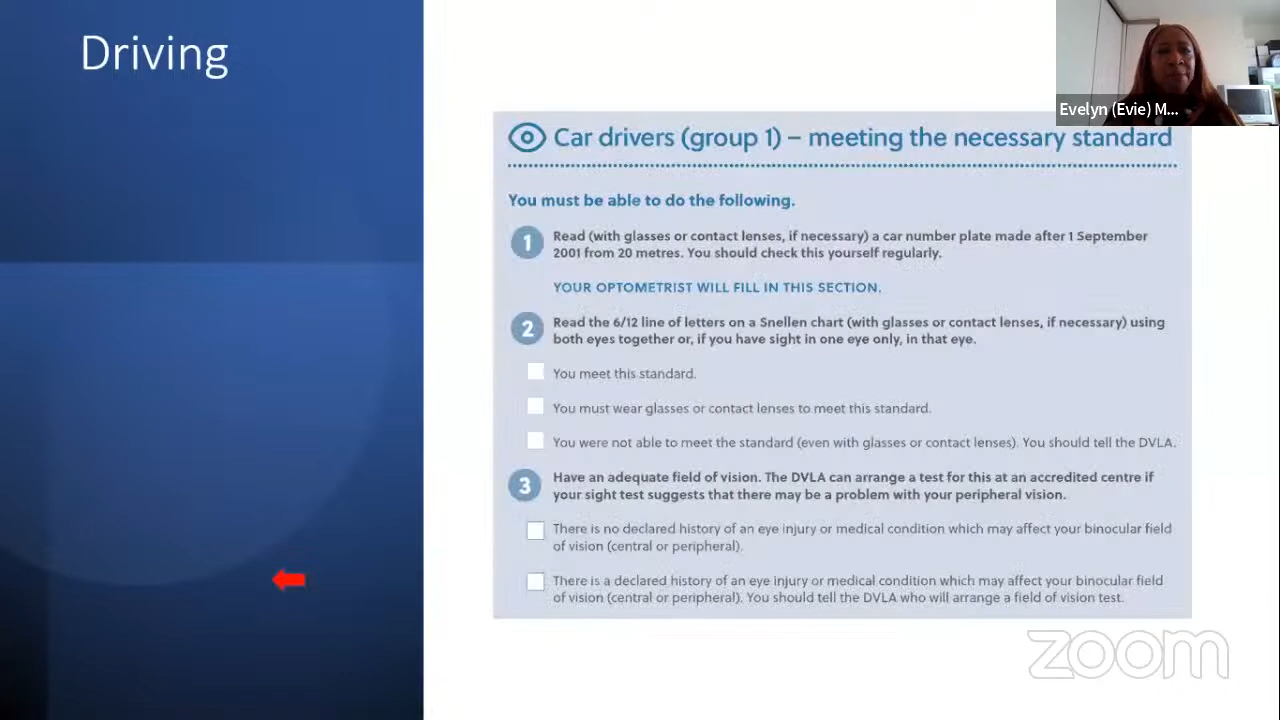 Driving
Evelyn (Evie) M...
Car drivers (group 1) – meeting the necessary standard
You must be able to do the following.
1
Read (with glasses or contact lenses, if necessary) a car number plate made after 1 September
2001 from 20 metres. You should check this yourself regularly.
YOUR OPTOMETRIST WILL FILL IN THIS SECTION.
2
Read the 6/12 line of letters on a Snellen chart (with glasses or contact lenses, if necessary) using
both eyes together or, if you have sight in one eye only, in that eye.
You meet this standard.
You must wear glasses or contact lenses to meet this standard.
You were not able to meet the standard (even with glasses or contact lenses). You should tell the DVLA.
3
Have an adequate field of vision. The DVLA can arrange a test for this at an accredited centre if
your sight test suggests that there may be a problem with your peripheral vision.
There is no declared history of an eye injury or medical condition which may affect your binocular field
of vision (central or peripheral).
There is a declared history of an eye injury or medical condition which may affect your binocular field
of vision (central or peripheral). You should tell the DVLA who will arrange a field of vision test.
zoom